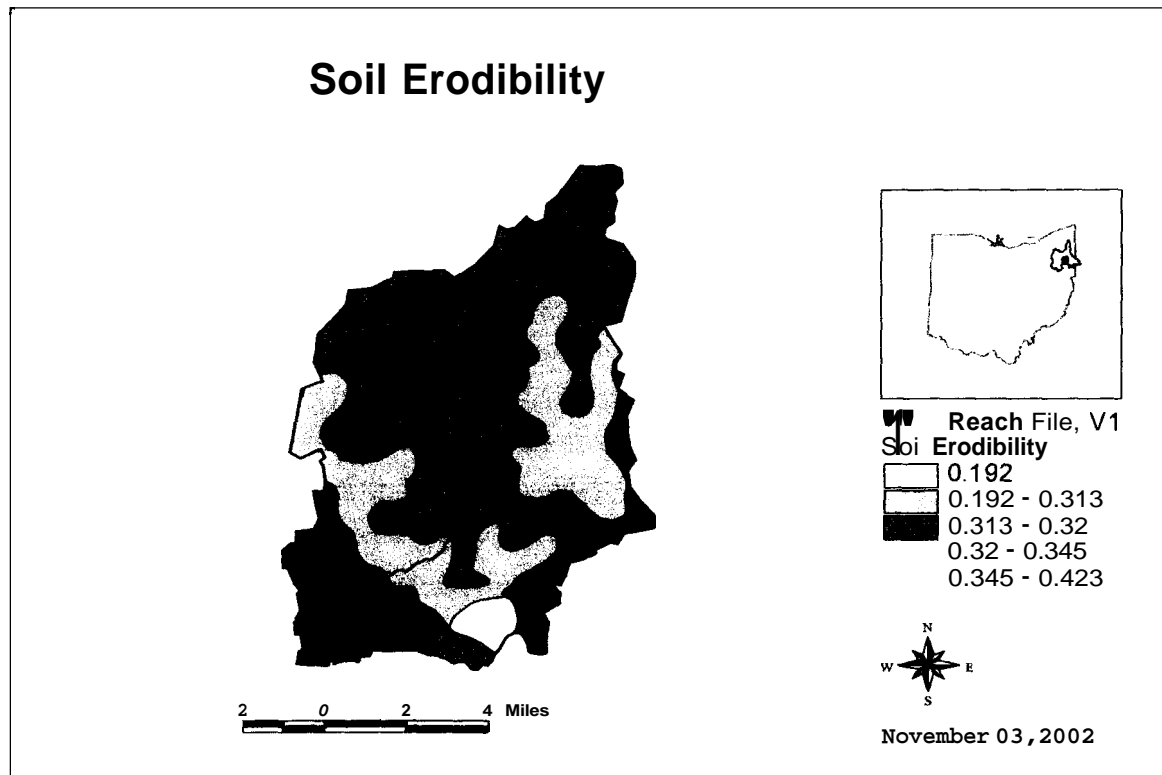 Soil Erodibility
Reach File, V1
Soi Erodibility
0.192
0.192 - 0.313
0.313 - 0.32
0.32 - 0.345
0.345 - 0.423
N
W E
S
2 0 2 4 Miles
November 03,2002